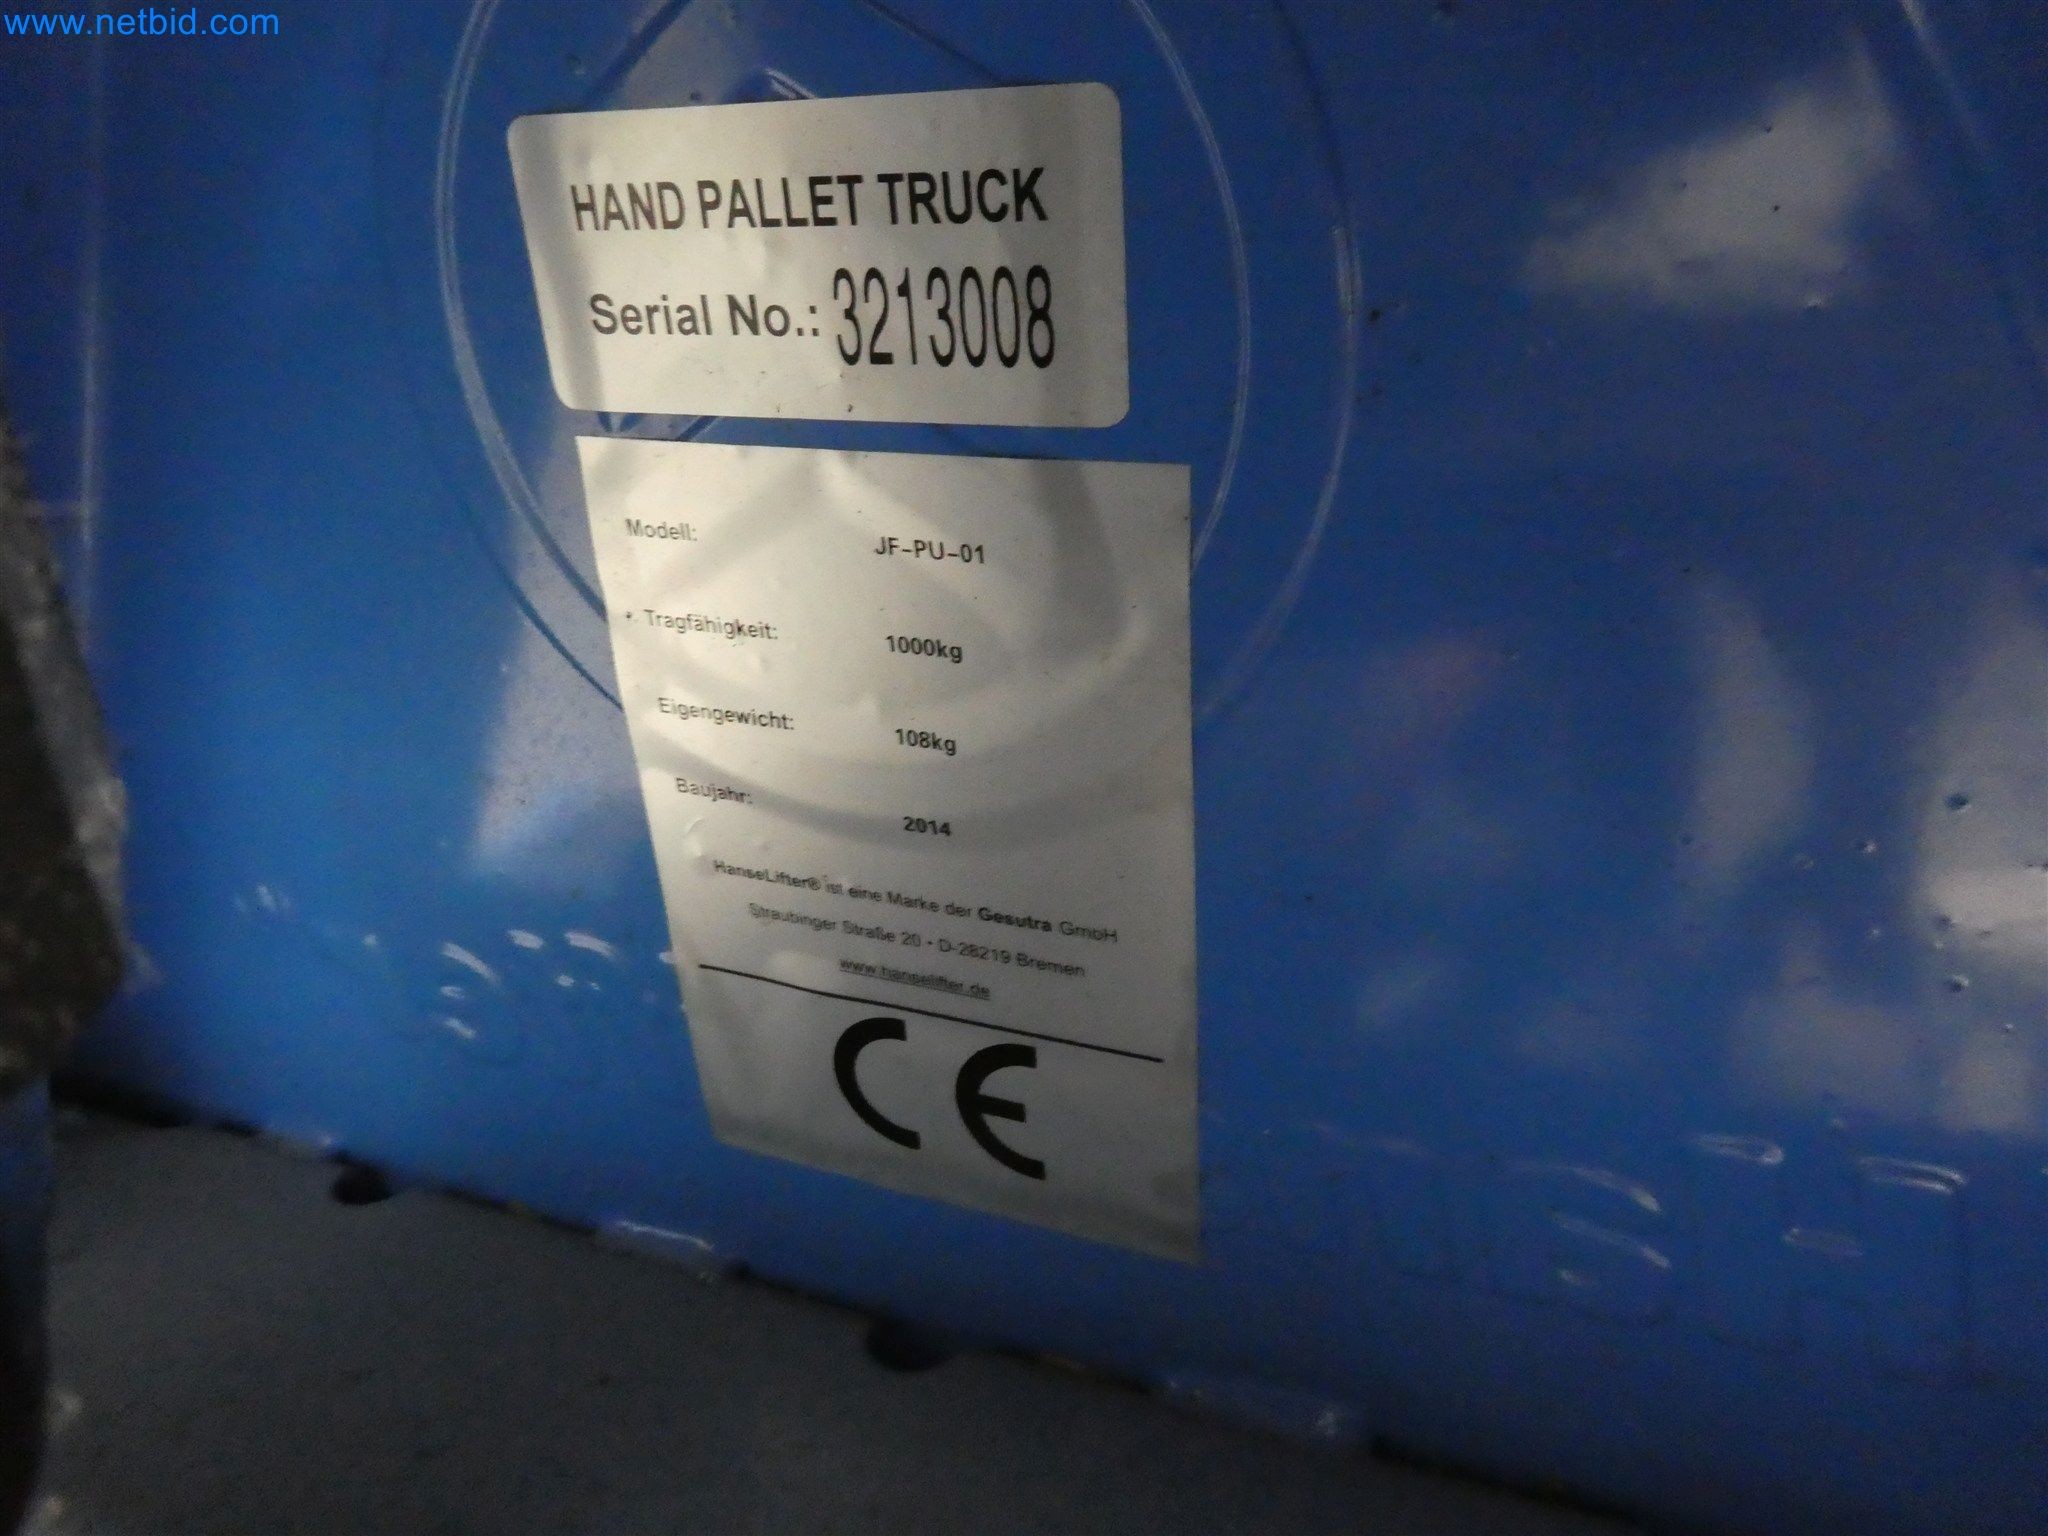 www.netbid.com
HAND PALLET TRUCK
Serial No.: 3213008
Modell: JF-PU-01
Tragfähigkeit: 1000kg
Eigengewicht: 108kg
Baujahr: 2014
HanseLifter® ist eine Marke der Gesutra GmbH
Straubinger Straße 20 · D-28219 Bremen
www.hanselifter.de
CE